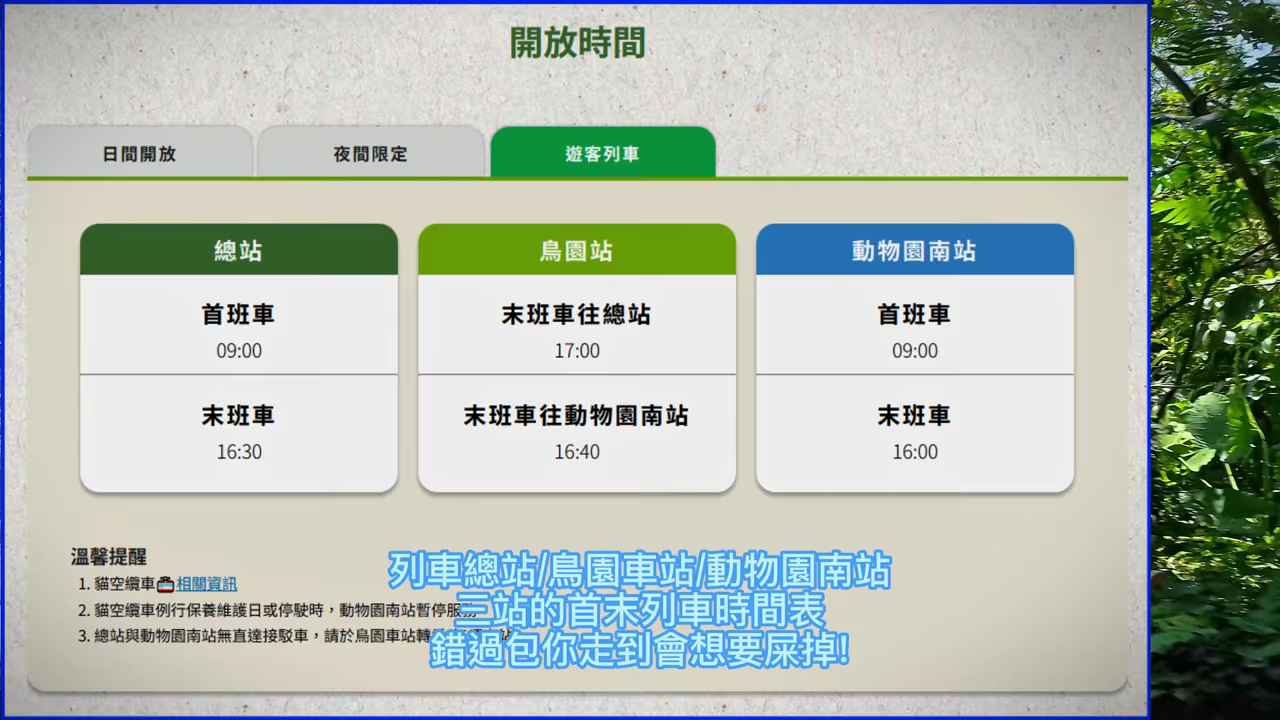 開放時間
日間開放
夜間限定
遊客列車
總站
首班車
09:00
末班車
16:30
鳥園站
末班車往總站
17:00
末班車往動物園南站
16:40
動物園南站
首班車
09:00
末班車
16:00
溫馨提醒
1. 貓空纜車🚠相關資訊
2. 貓空纜車例行保養維護日或停駛時，動物園南站暫停服務
3. 總站與動物園南站無直達接駁車，請於鳥園車站轉
列車總站/鳥園車站/動物園南站
三站的首末列車時間表
錯過包你走到會想要屎掉!